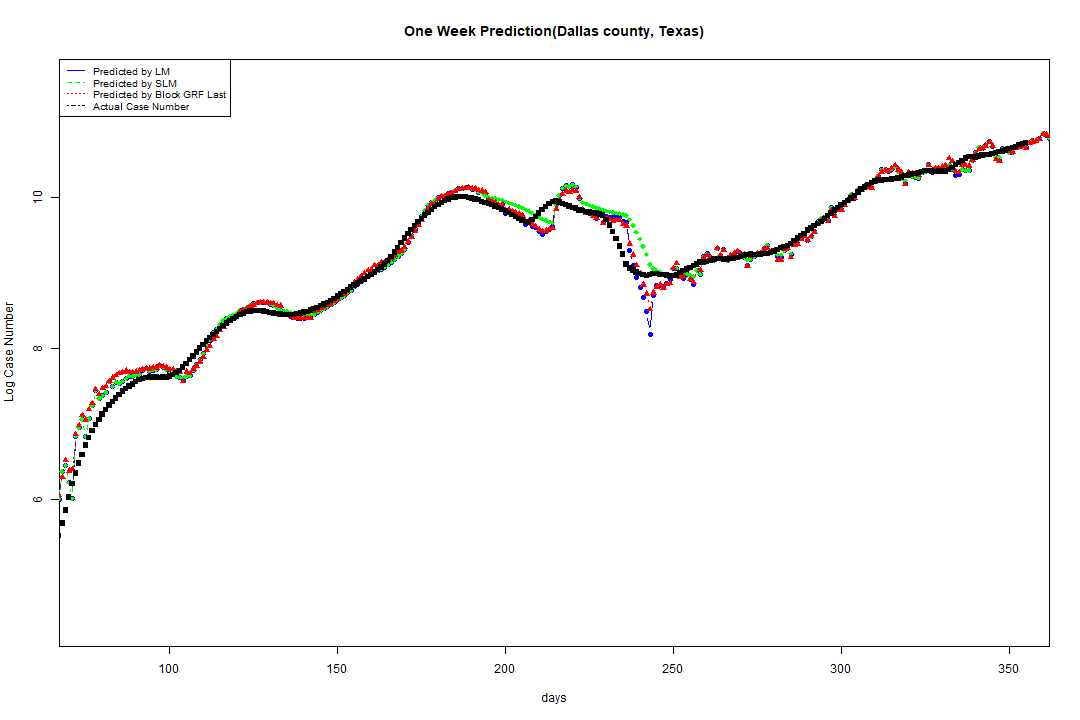 One Week Prediction(Dallas county, Texas)
Predicted by LM
Predicted by SLM
Predicted by Block GRF Last
Actual Case Number
Log Case Number
10
8
6
100 150 200 250 300 350
days